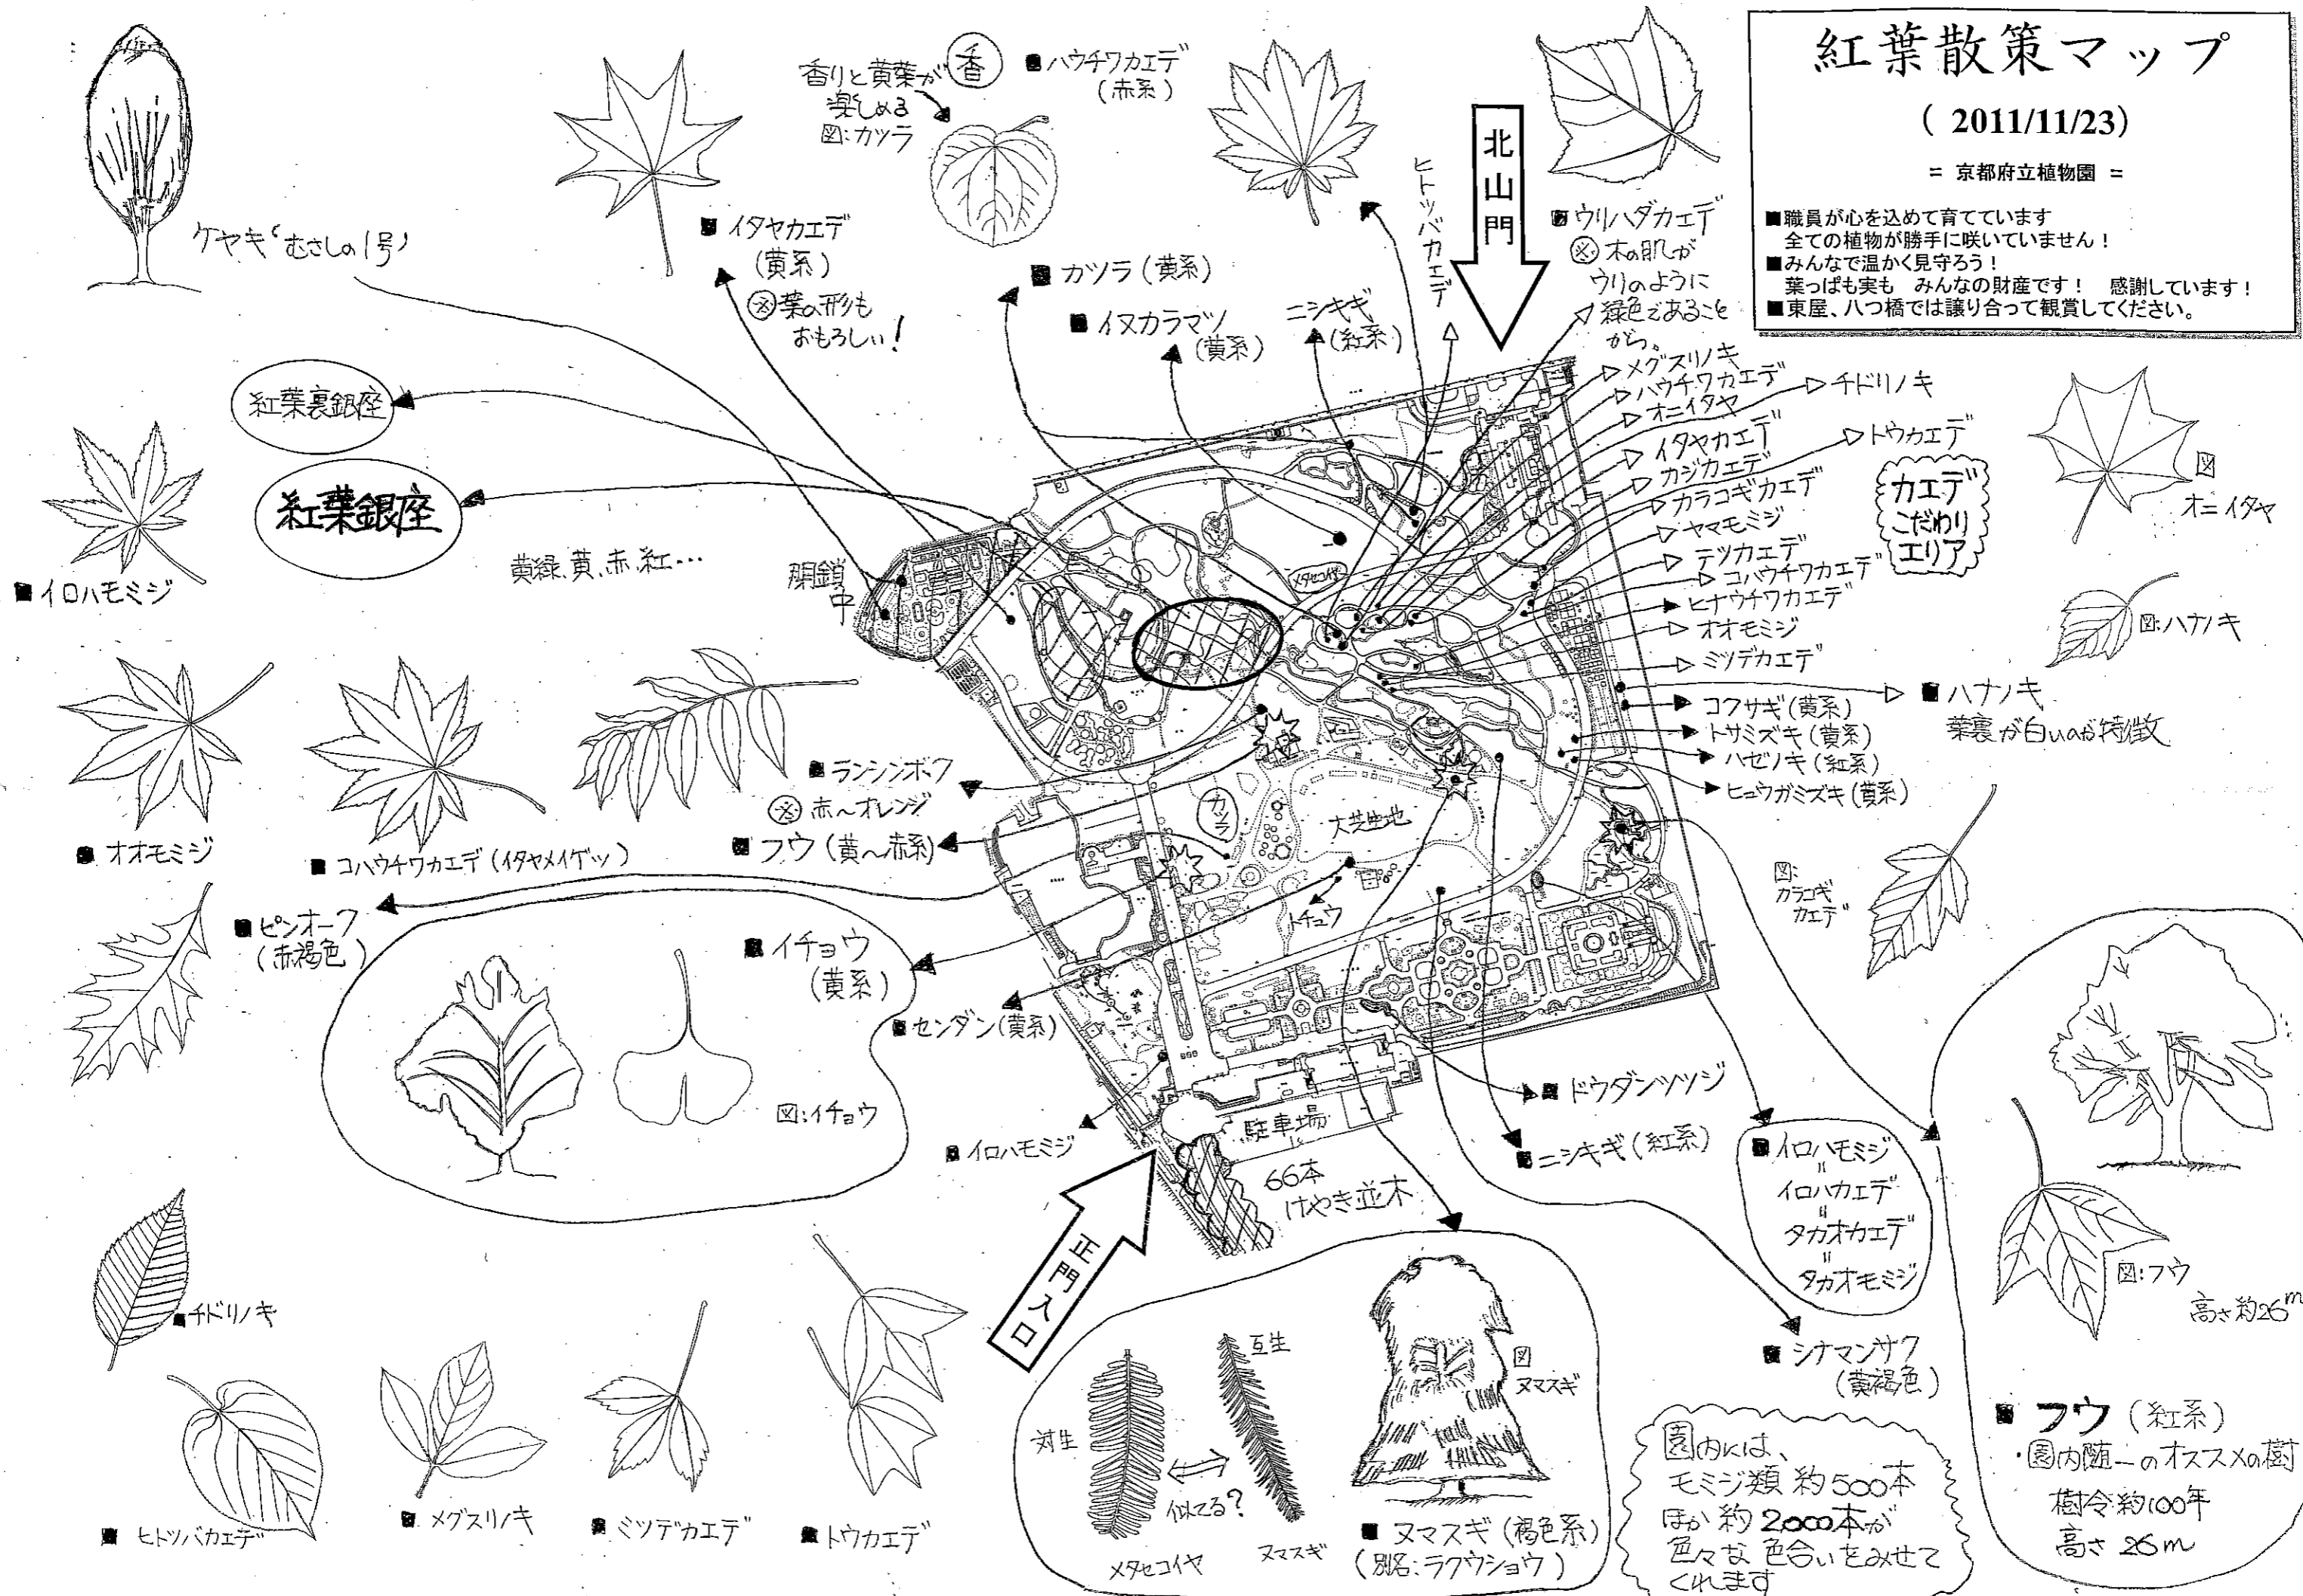 紅葉散策マップ
( 2011/11/23)
= 京都府立植物園 =
■職員が心を込めて育てています
全ての植物が勝手に咲いていません！
■みんなで温かく見守ろう！
葉っぱも実も　みんなの財産です！　感謝しています！
■東屋、八つ橋では譲り合って観賞してください。
ケヤキ‘むさしの1号’
■イタヤカエデ
(黄系)
※葉の形も
おもしろい！
香りと黄葉が
楽しめる
図:カツラ
香
■ハウチワカエデ
(赤系)
■カツラ(黄系)
■イヌカラマツ
(黄系)
ニシキギ
(紅系)
ヒトツバカエデ
北山門
■ウリハダカエデ
※木の肌が
ウリのように
緑色であること
から。
メグスリノキ
ハウチワカエデ
チドリノキ
オニイタヤ
イタヤカエデ
トウカエデ
カジカエデ
カラコギカエデ
ヤマモミジ
テツカエデ
コハウチワカエデ
ヒナウチワカエデ
オオモミジ
ミツデカエデ
カエデ
こだわり
エリア
図
オニイタヤ
図:ハナノキ
■ハナノキ
葉裏が白いのが特徴
コクサギ(黄系)
トサミズキ(黄系)
ハゼノキ(紅系)
ヒュウガミズキ(黄系)
図:
カラコギ
カエデ
紅葉裏銀座
紅葉銀座
黄緑、黄、赤、紅…
閉鎖
中
メタセコイヤ
カツラ
大芝生地
トチュウ
■イロハモミジ
■オオモミジ
■コハウチワカエデ(イタヤメイゲツ)
■ランシンボク
※赤～オレンジ
■フウ(黄～赤系)
■ピンオーク
(赤褐色)
■イチョウ
(黄系)
図:イチョウ
■センダン(黄系)
■イロハモミジ
駐車場
66本
けやき並木
正門入口
■ドウダンツツジ
■ニシキギ(紅系)
■イロハモミジ
=
イロハカエデ
=
タカオカエデ
=
タカオモミジ
■シナマンサク
(黄褐色)
図:フウ
高さ約26m
■フウ(紅系)
・園内随一のオススメの樹
樹令約100年
高さ 26m
■チドリノキ
■ヒトツバカエデ
■メグスリノキ
■ミツデカエデ
■トウカエデ
対生
互生
似てる？
メタセコイヤ
ヌマスギ
図
ヌマスギ
■ヌマスギ(褐色系)
(別名:ラクウショウ)
園内には、
モミジ類 約500本
ほか 約2000本が
色々な 色合いをみせて
くれます